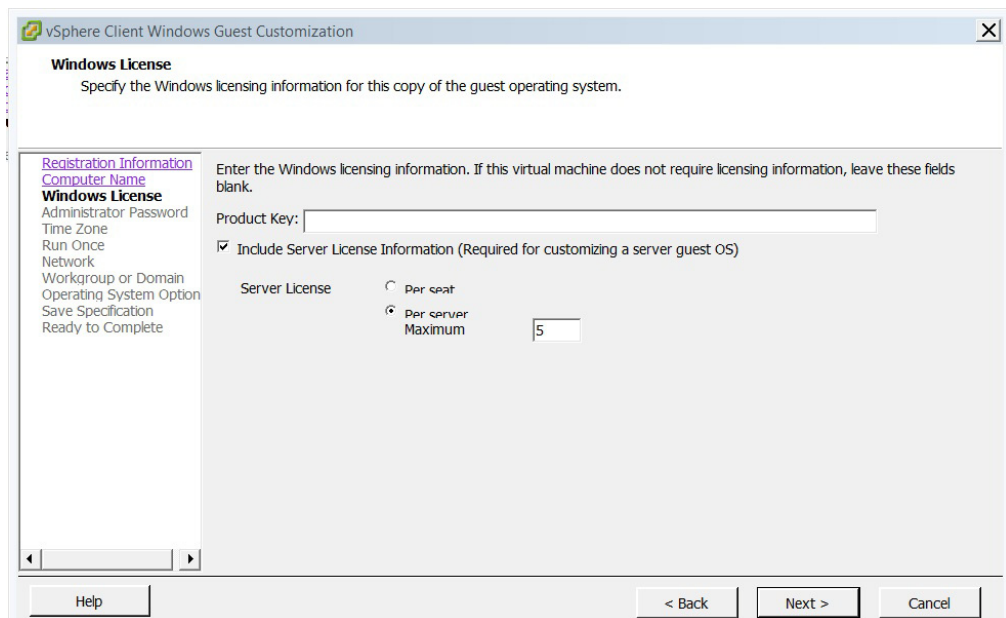 vSphere Client Windows Guest Customization
Windows License
Specify the Windows licensing information for this copy of the guest operating system.
Registration Information
Computer Name
Windows License
Administrator Password
Time Zone
Run Once
Network
Workgroup or Domain
Operating System Option
Save Specification
Ready to Complete
Enter the Windows licensing information. If this virtual machine does not require licensing information, leave these fields
blank.
Product Key:
Include Server License Information (Required for customizing a server guest OS)
Server License
Per seat
Per server
Maximum 5
Help
< Back
Next >
Cancel